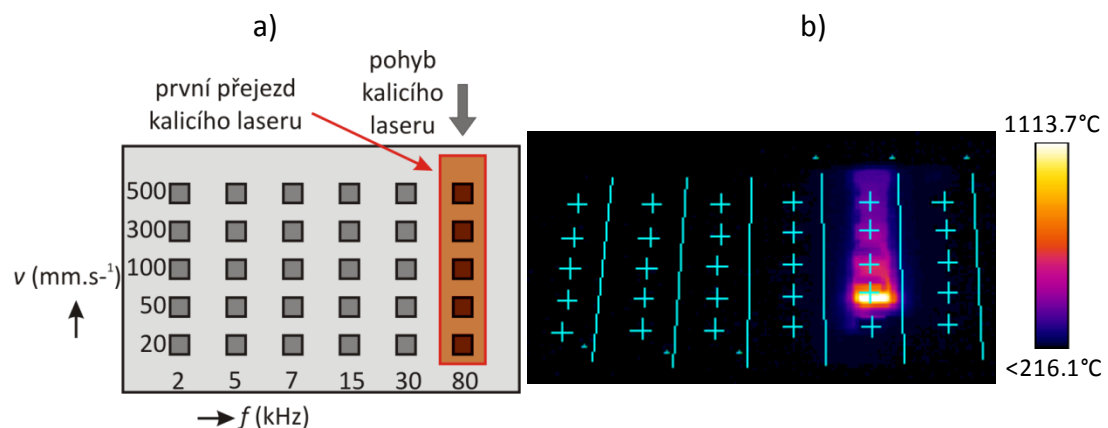 a)
b)
první přejezd
kalicího laseru
pohyb
kalicího
laseru
1113.7°C
500
300
v (mm.s-¹)
100
50
20
2 5 7 15 30 80
f (kHz)
<216.1°C